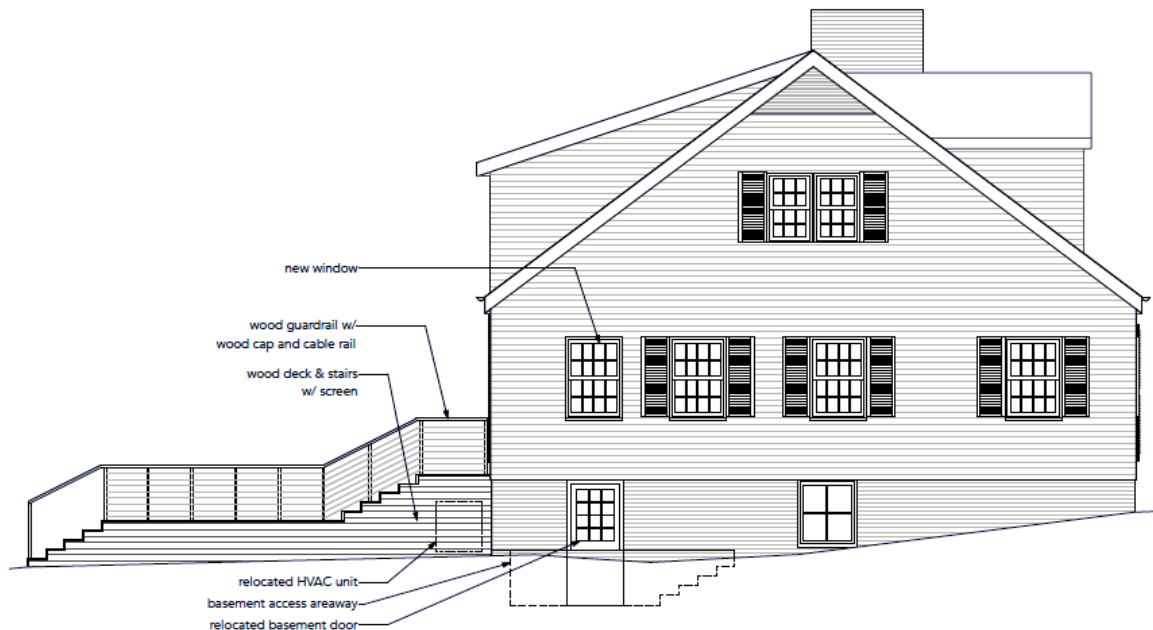 new window
wood guardrail w/
wood cap and cable rail
wood deck & stairs
w/ screen
relocated HVAC unit
basement access areaway
relocated basement door